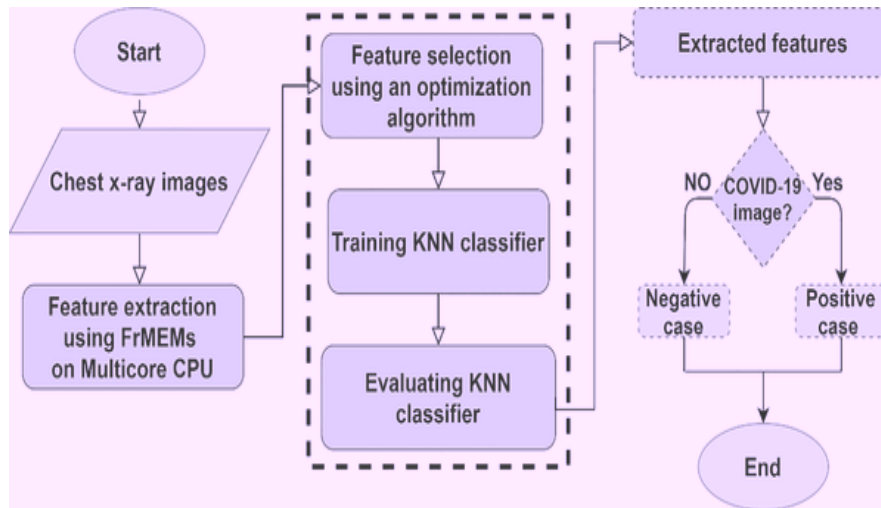 Start
Chest x-ray images
Feature extraction
using FrMEMs
on Multicore CPU
Feature selection
using an optimization
algorithm
Training KNN classifier
Evaluating KNN
classifier
Extracted features
COVID-19
image?
NO
Yes
Negative
case
Positive
case
End